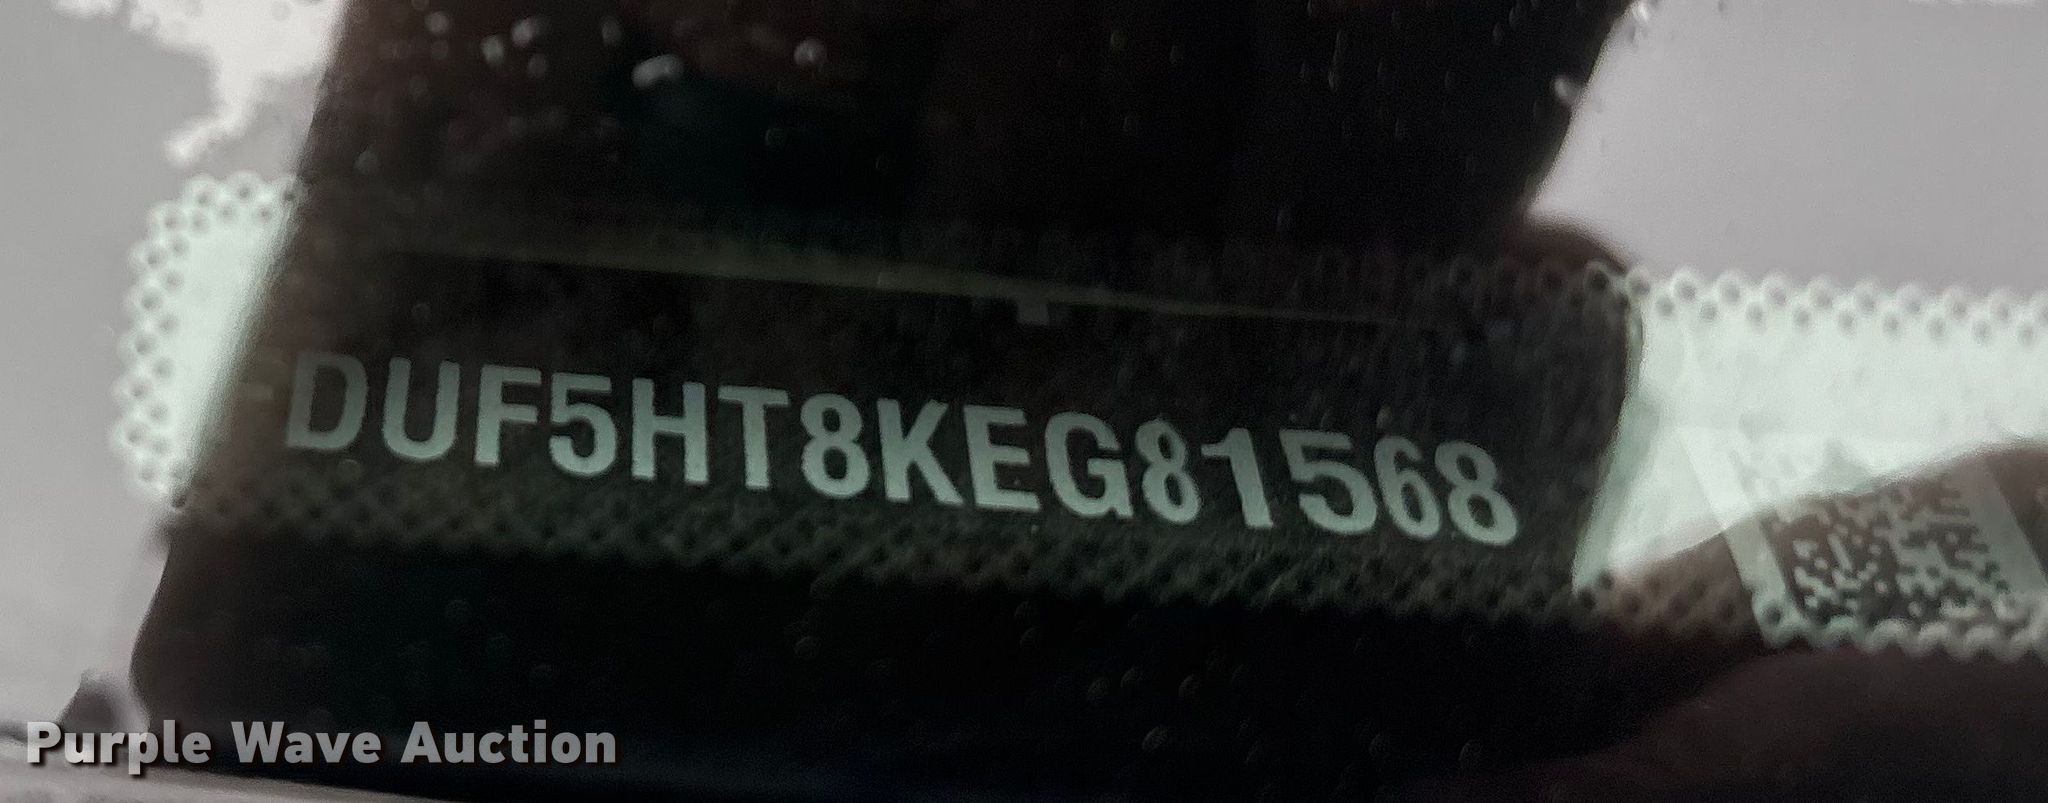 DUF5HT8KEG81568
Purple Wave Auction